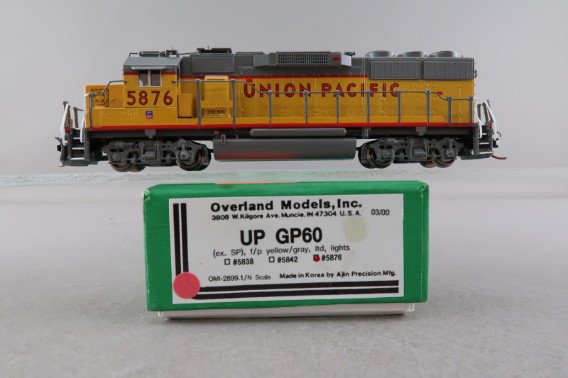 5876
UNION PACIFIC
Overland Models, Inc.
3808 W. Kilgore Ave. Muncie, IN 47304 U.S.A.
03/00
UP GP60
(ex. SP), f/p yellow/gray, ltd, lights
#5838 #5842 #5876
OMI-2899.1/N Scale
Made in Korea by Ajin Precision Mfg.